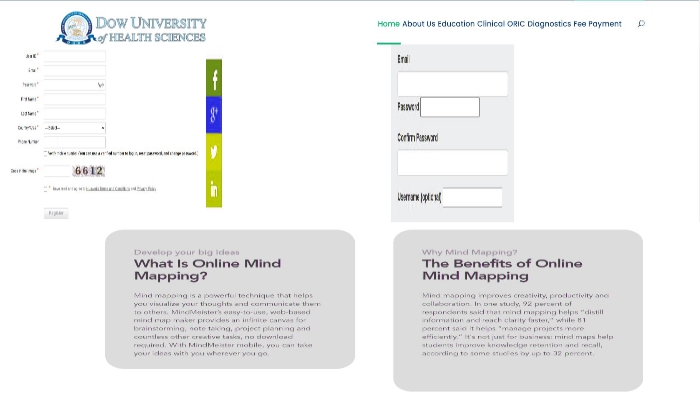 Dow University
of Health Sciences
Home About Us Education Clinical ORIC Diagnostics Fee Payment
User ID *
Email *
Password *
First Name *
Last Name *
Phone Number
6612
Register
Email
Password
Confirm Password
Username (optional)
Develop your big ideas
What Is Online Mind
Mapping?
Mind mapping is a powerful technique that helps
you visualize your thoughts and communicate them
to others. MindMeister's easy-to-use, web-based
mind map maker provides an infinite canvas for
brainstorming, note taking, project planning and
countless other creative tasks, no download
required. With MindMeister mobile, you can take
your ideas with you wherever you go.
Why Mind Mapping?
The Benefits of Online
Mind Mapping
Mind mapping improves creativity, productivity and
collaboration. In one study, 92 percent of
respondents said that mind mapping helps "distill
information and reach clarity faster," while 81
percent said it helps "manage projects more
efficiently." It's not just for business: mind maps help
students improve knowledge retention and recall,
according to some studies by up to 32 percent.